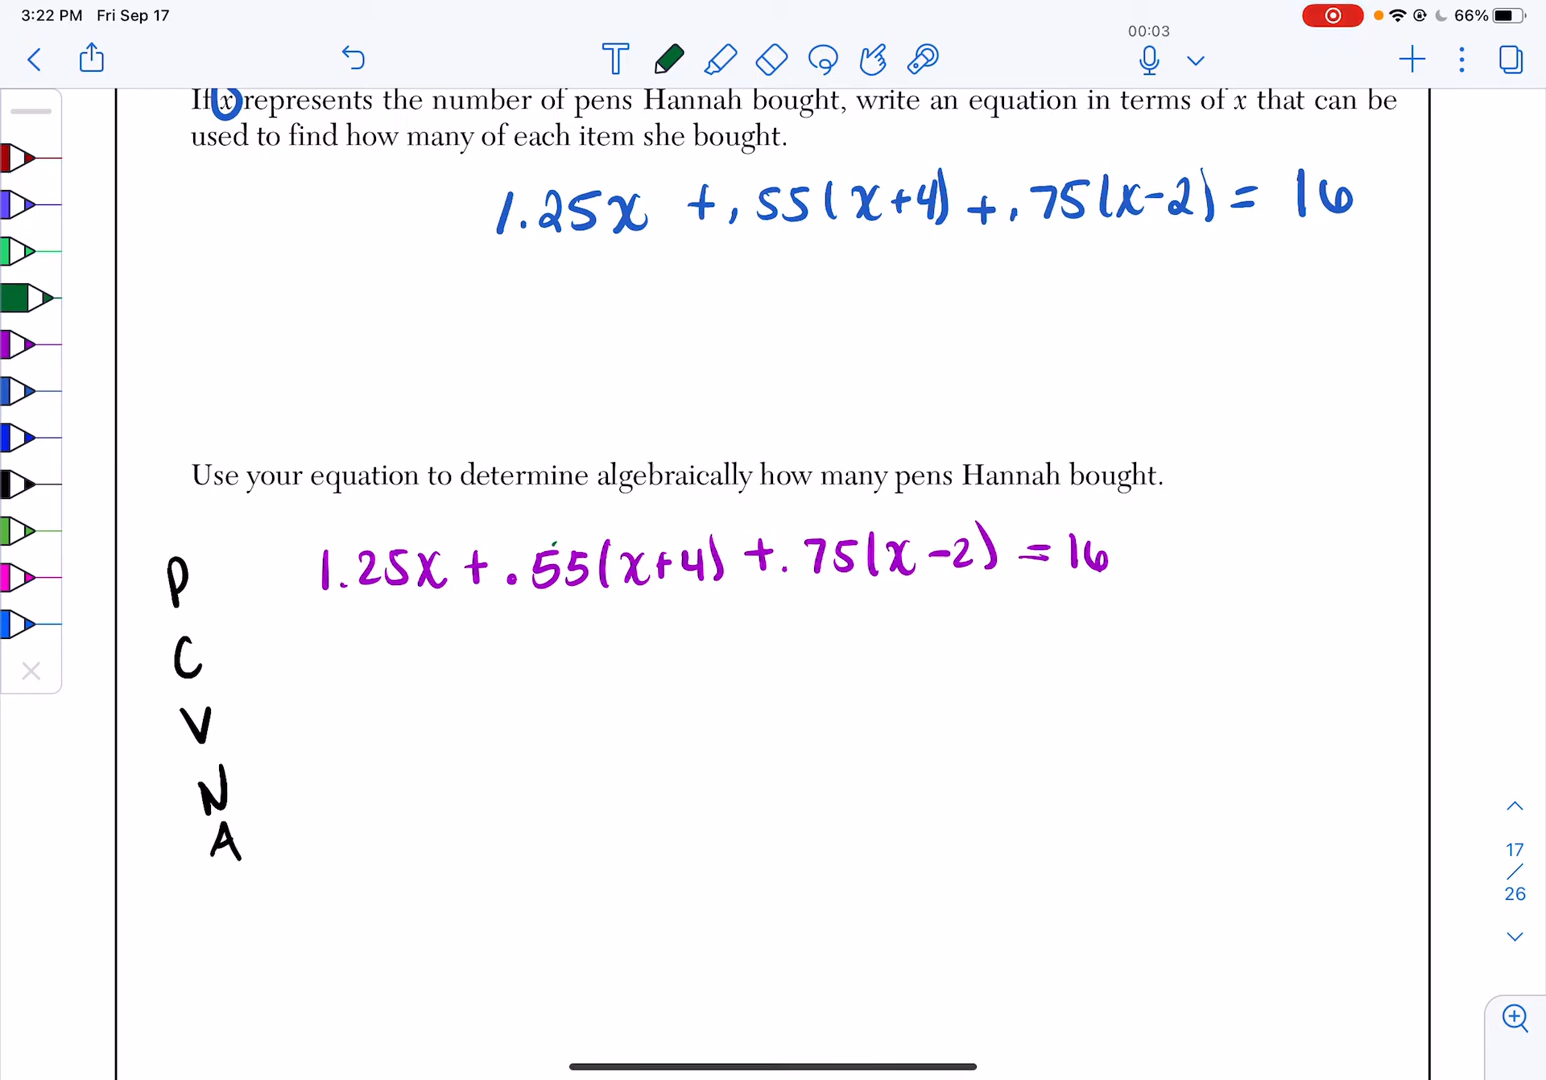 3:22 PM Fri Sep 17
66%
00:03
T
If x represents the number of pens Hannah bought, write an equation in terms of x that can be
used to find how many of each item she bought.
1.25x + .55(x+4) + .75(x-2) = 16
Use your equation to determine algebraically how many pens Hannah bought.
P 1.25x + .55(x+4) + .75(x-2) = 16
C
V
N
A
17
/
26